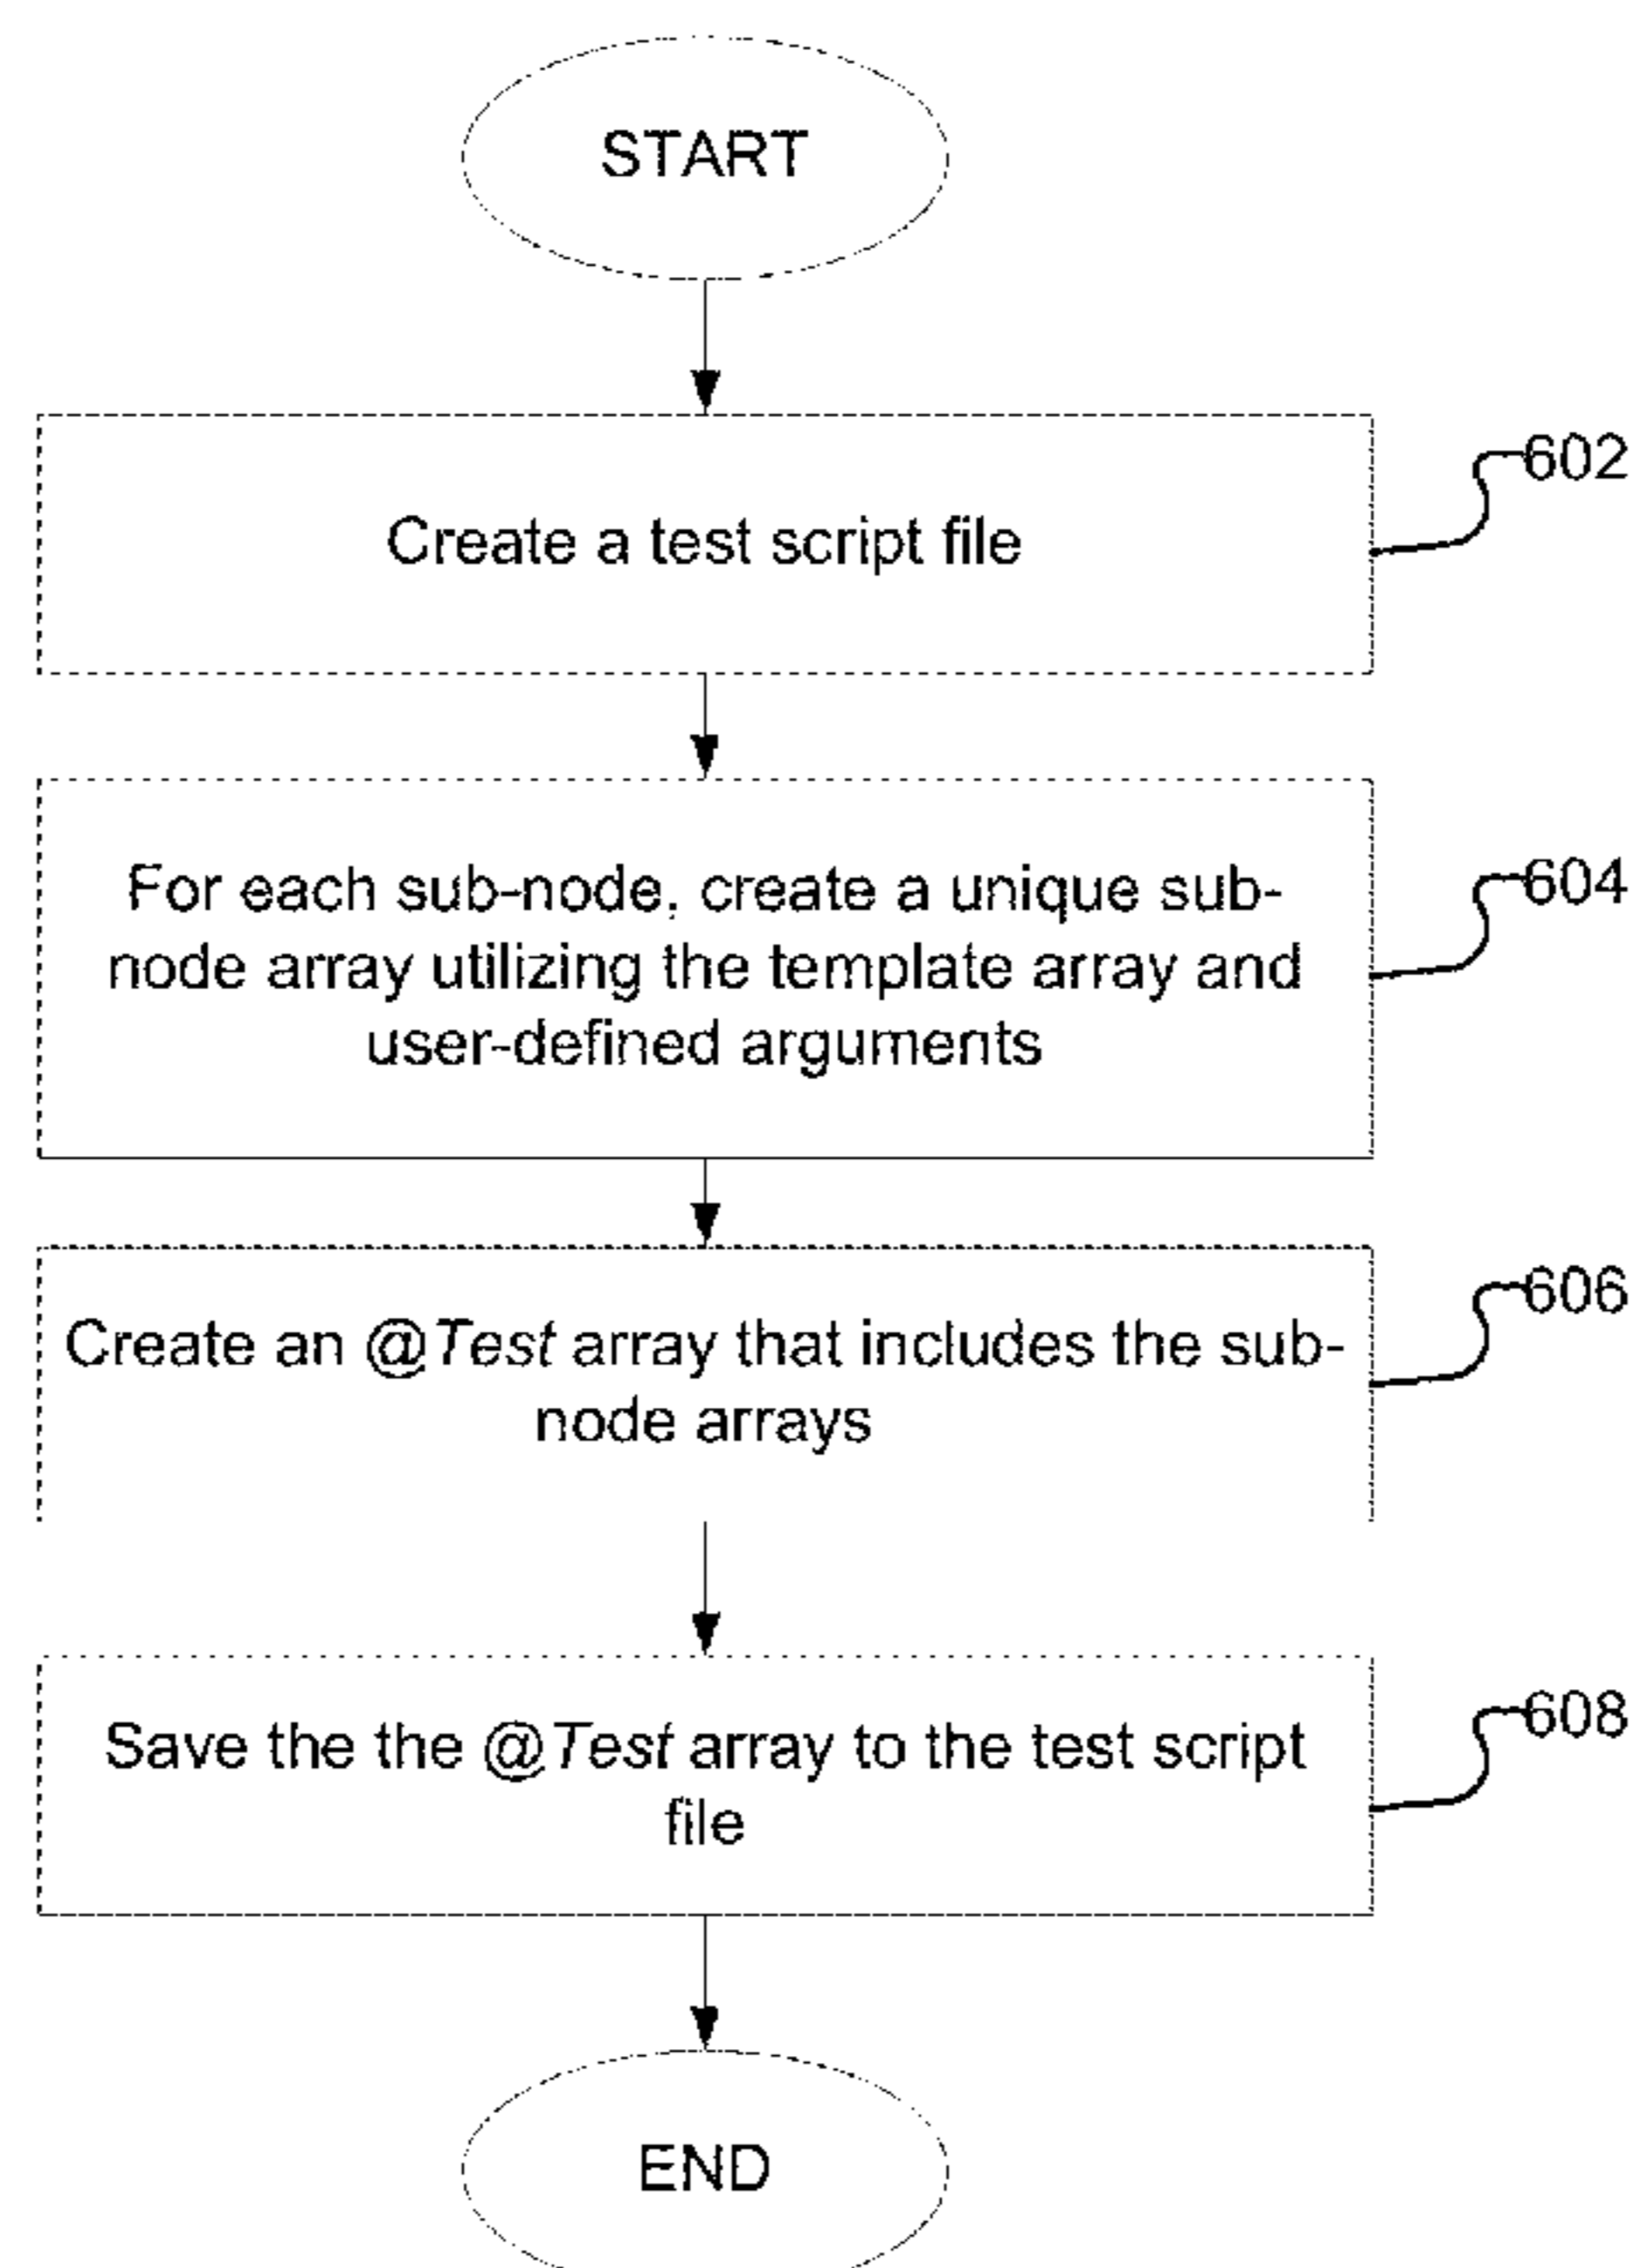 START
Create a test script file
602
For each sub-node, create a unique sub-
node array utilizing the template array and
user-defined arguments
604
Create an @Test array that includes the sub-
node arrays
606
Save the the @Test array to the test script
file
608
END